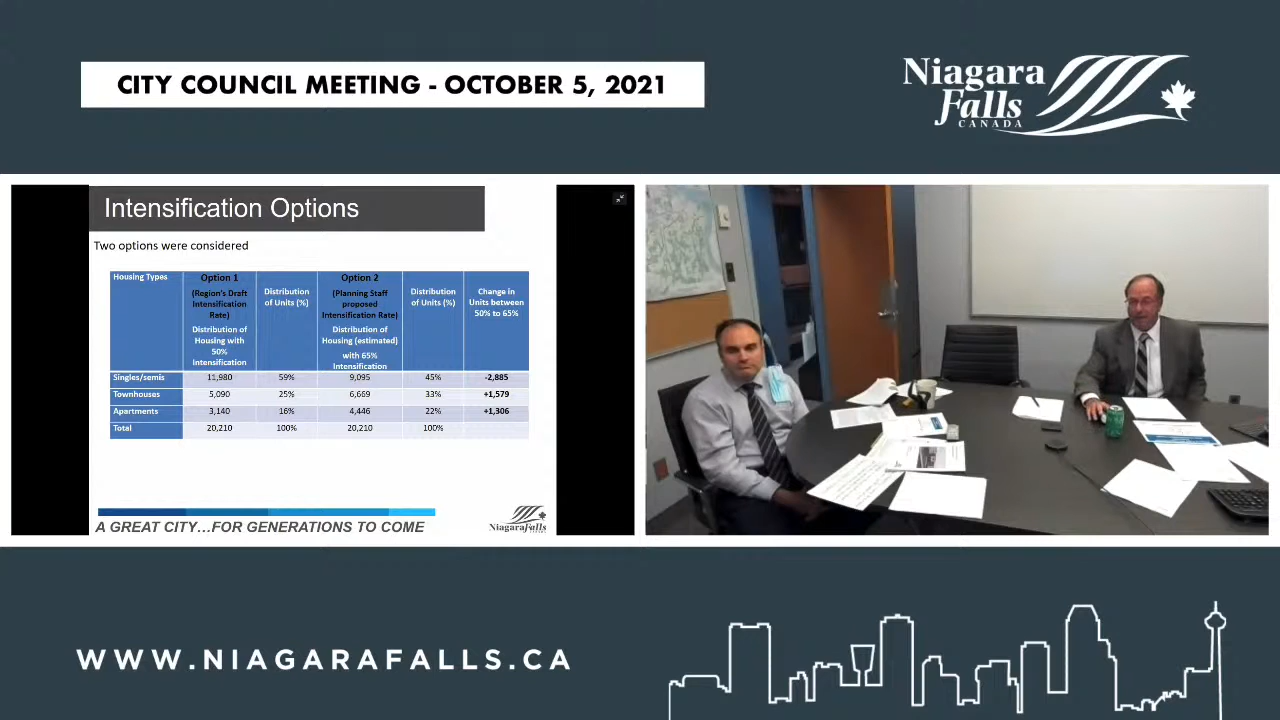 CITY COUNCIL MEETING - OCTOBER 5, 2021
Niagara
Falls
CANADA
Intensification Options
Two options were considered
Housing Types
Option 1
(Region's Draft
Intensification
Rate)
Distribution of
Housing with
50%
Intensification
Distribution
of Units (%)
Option 2
(Planning Staff
proposed
Intensification Rate)
Distribution of
Housing (estimated)
with 65%
Intensification
Distribution
of Units (%)
Change in
Units between
50% to 65%
Singles/semis 11,980 59% 9,095 45% -2,885
Townhouses 5,090 25% 6,669 33% +1,579
Apartments 3,140 16% 4,446 22% +1,306
Total 20,210 100% 20,210 100%
A GREAT CITY...FOR GENERATIONS TO COME
NiagaraFalls
WWW.NIAGARAFALLS.CA